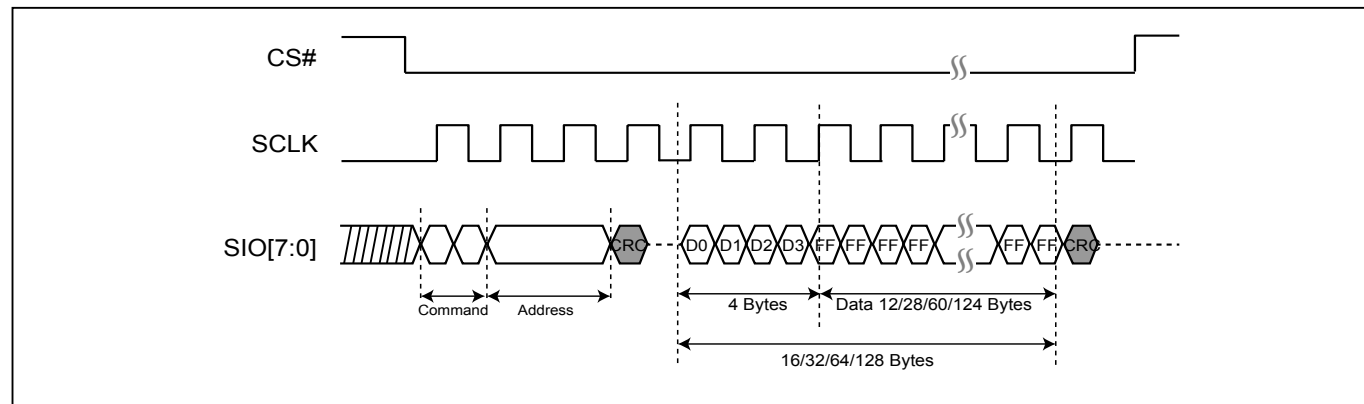 CS#
SCLK
SIO[7:0]
CRC D0 D1 D2 D3 FF FF FF FF FF FF CRC
Command Address 4 Bytes Data 12/28/60/124 Bytes
16/32/64/128 Bytes